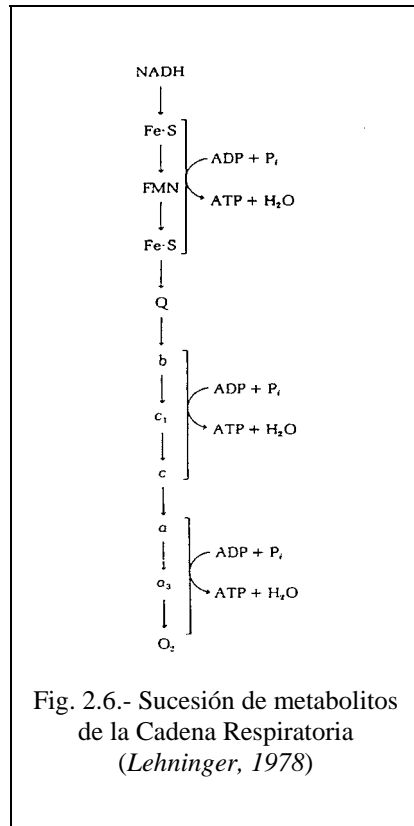 NADH
Fe·S
ADP + Pi
FMN
ATP + H₂O
Fe·S
Q
b
ADP + Pi
c₁
ATP + H₂O
c
a
ADP + Pi
a₃
ATP + H₂O
O₂
Fig. 2.6.- Sucesión de metabolitos
de la Cadena Respiratoria
(Lehninger, 1978)